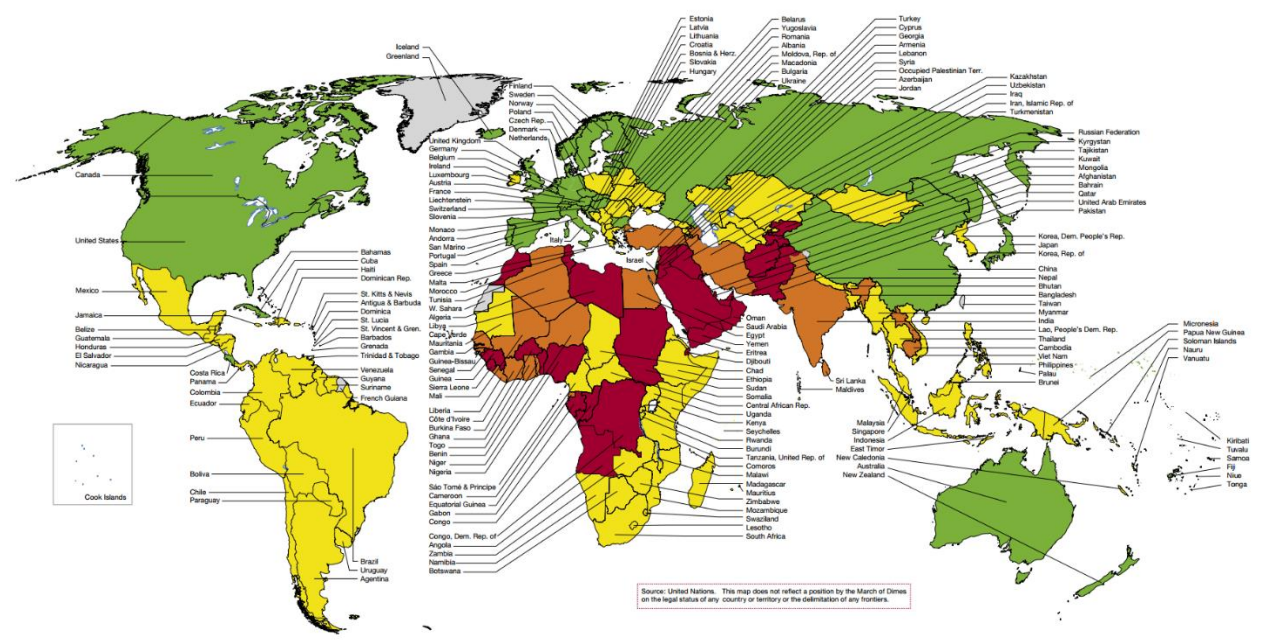 Iceland
Greenland
Estonia
Latvia
Lithuania
Croatia
Bosnia & Herz.
Slovakia
Hungary
Belarus
Yugoslavia
Romania
Albania
Moldova, Rep. of
Macadonia
Bulgaria
Ukraine
Turkey
Cyprus
Georgia
Armenia
Lebanon
Syria
Occupied Palestinian Terr.
Azerbaijan
Jordan
Kazakhstan
Uzbekistan
Iraq
Iran, Islamic Rep. of
Turkmenistan
Russian Federation
Kyrgystan
Tajikistan
Kuwait
Mongolia
Afghanistan
Bahrain
Qatar
United Arab Emirates
Pakistan
Finland
Sweden
Norway
Poland
Czech Rep.
Denmark
Netherlands
United Kingdom
Germany
Belgium
Ireland
Luxembourg
Austria
France
Liechtenstein
Switzerland
Slovenia
Monaco
Andorra
San Marino
Portugal
Spain
Greece
Malta
Morocco
Tunisia
W. Sahara
Algeria
Libya
Cape Verde
Mauritania
Gambia
Guinea-Bissau
Senegal
Guinea
Sierra Leone
Mali
Liberia
Côte d'Ivoire
Burkina Faso
Ghana
Togo
Benin
Niger
Nigeria
São Tomé & Principe
Cameroon
Equatorial Guinea
Gabon
Congo
Congo, Dem. Rep. of
Angola
Zambia
Namibia
Botswana
Italy
Israel
Canada
United States
Mexico
Jamaica
Belize
Guatemala
Honduras
El Salvador
Nicaragua
Bahamas
Cuba
Haiti
Dominican Rep.
St. Kitts & Nevis
Antigua & Barbuda
Dominica
St. Lucia
St. Vincent & Gren.
Barbados
Grenada
Trinidad & Tobago
Costa Rica
Panama
Colombia
Ecuador
Venezuela
Guyana
Suriname
French Guiana
Peru
Boliva
Chile
Paraguay
Brazil
Uruguay
Agentina
Cook Islands
Oman
Saudi Arabia
Egypt
Yemen
Eritrea
Djibouti
Chad
Ethiopia
Sudan
Somalia
Central African Rep.
Uganda
Kenya
Seychelles
Rwanda
Burundi
Tanzania, United Rep. of
Comoros
Malawi
Madagascar
Mauritius
Zimbabwe
Mozambique
Swaziland
Lesotho
South Africa
Sri Lanka
Maldives
Korea, Dem. People's Rep.
Japan
Korea, Rep. of
China
Nepal
Bhutan
Bangladesh
Taiwan
Myanmar
India
Lao, People's Dem. Rep.
Thailand
Cambodia
Viet Nam
Philippines
Palau
Brunei
Malaysia
Singapore
Indonesia
East Timor
New Caledonia
Australia
New Zealand
Micronesia
Papua New Guinea
Soloman Islands
Nauru
Vanuatu
Kiribati
Tuvalu
Samoa
Fiji
Niue
Tonga
Source: United Nations. This map does not reflect a position by the March of Dimes
on the legal status of any country or territory or the delimitation of any frontiers.